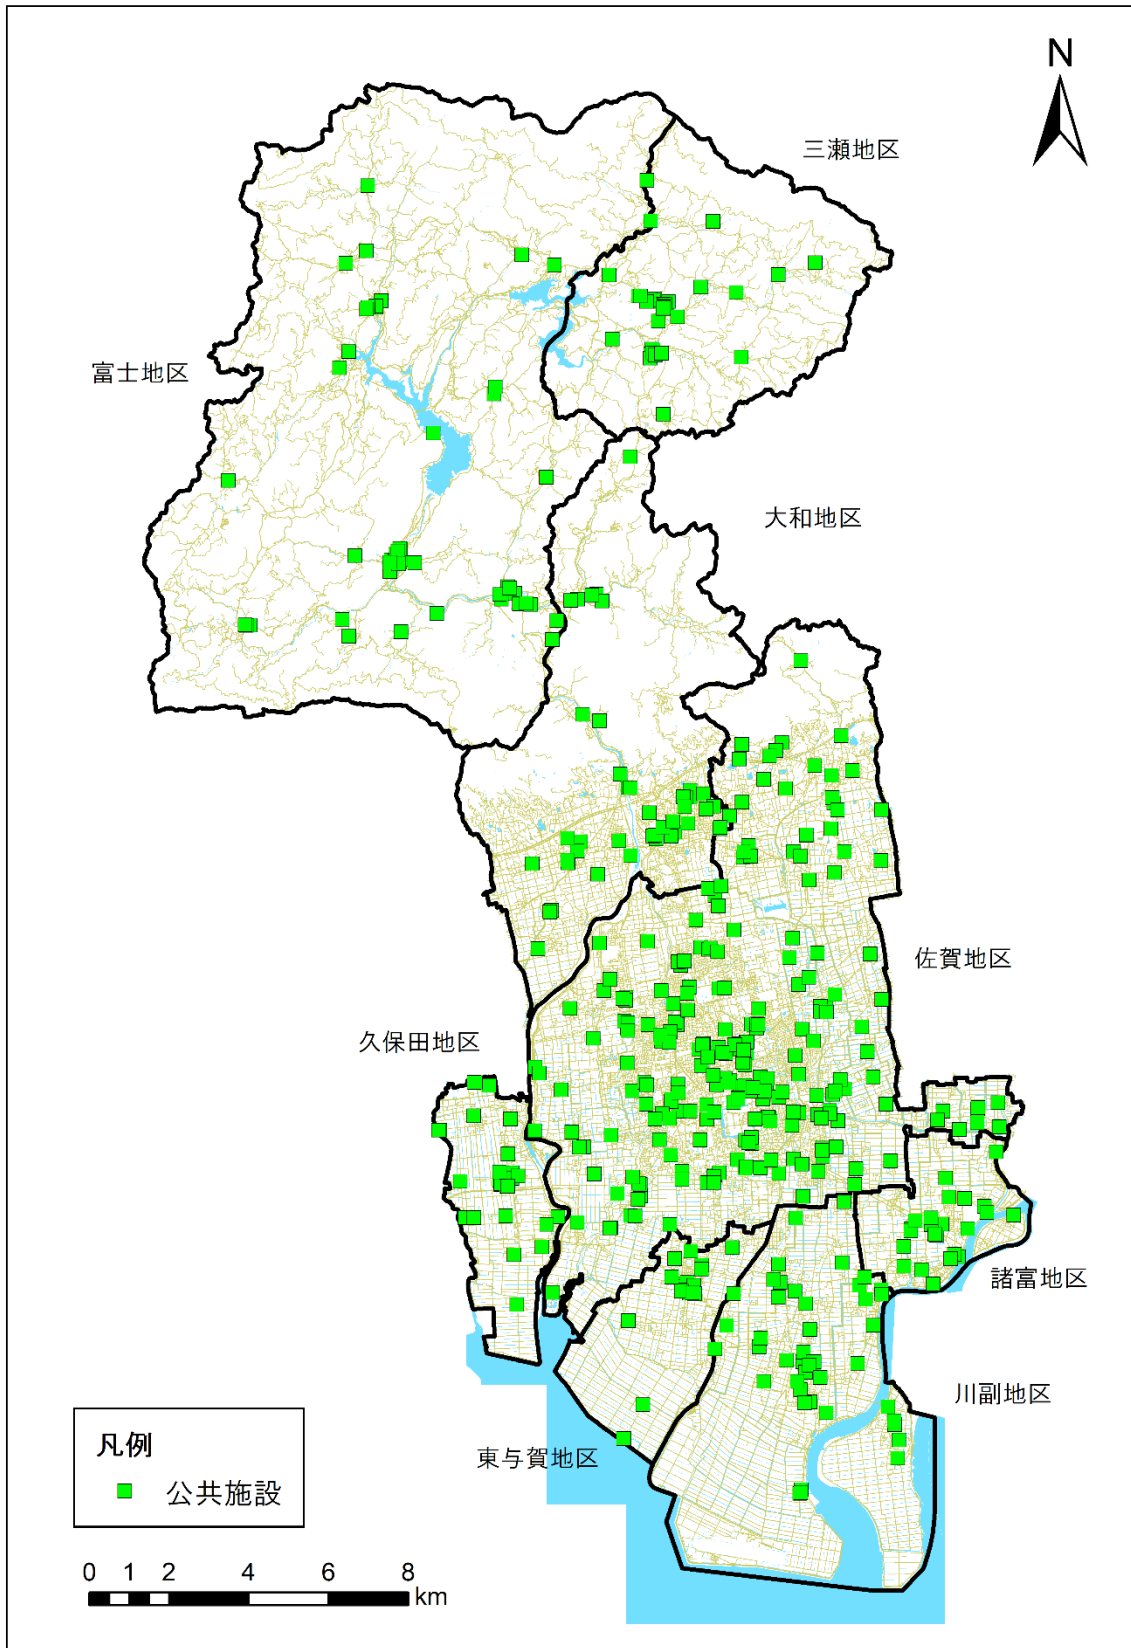 N
三瀬地区
富士地区
大和地区
佐賀地区
久保田地区
諸富地区
川副地区
東与賀地区
凡例
公共施設
0 1 2 4 6 8
km